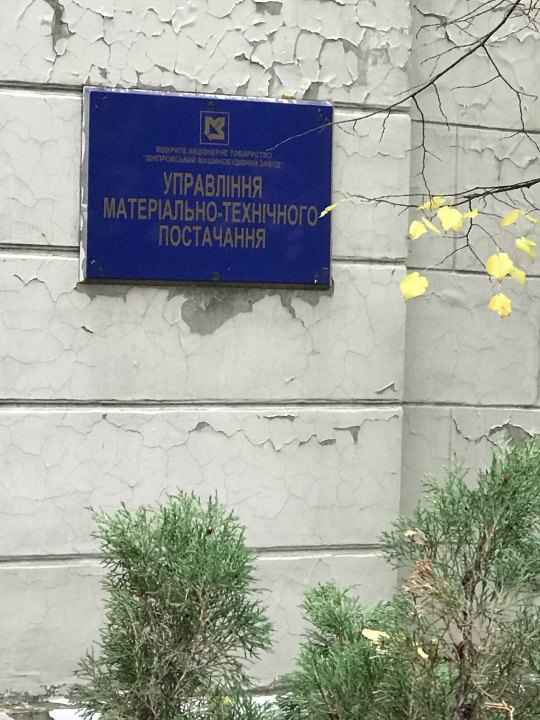 ВІДКРИТЕ АКЦІОНЕРНЕ ТОВАРИСТВО
"ДНІПРОВСЬКИЙ МАШИНОБУДІВНИЙ ЗАВОД"
УПРАВЛІННЯ
МАТЕРІАЛЬНО-ТЕХНІЧНОГО
ПОСТАЧАННЯ